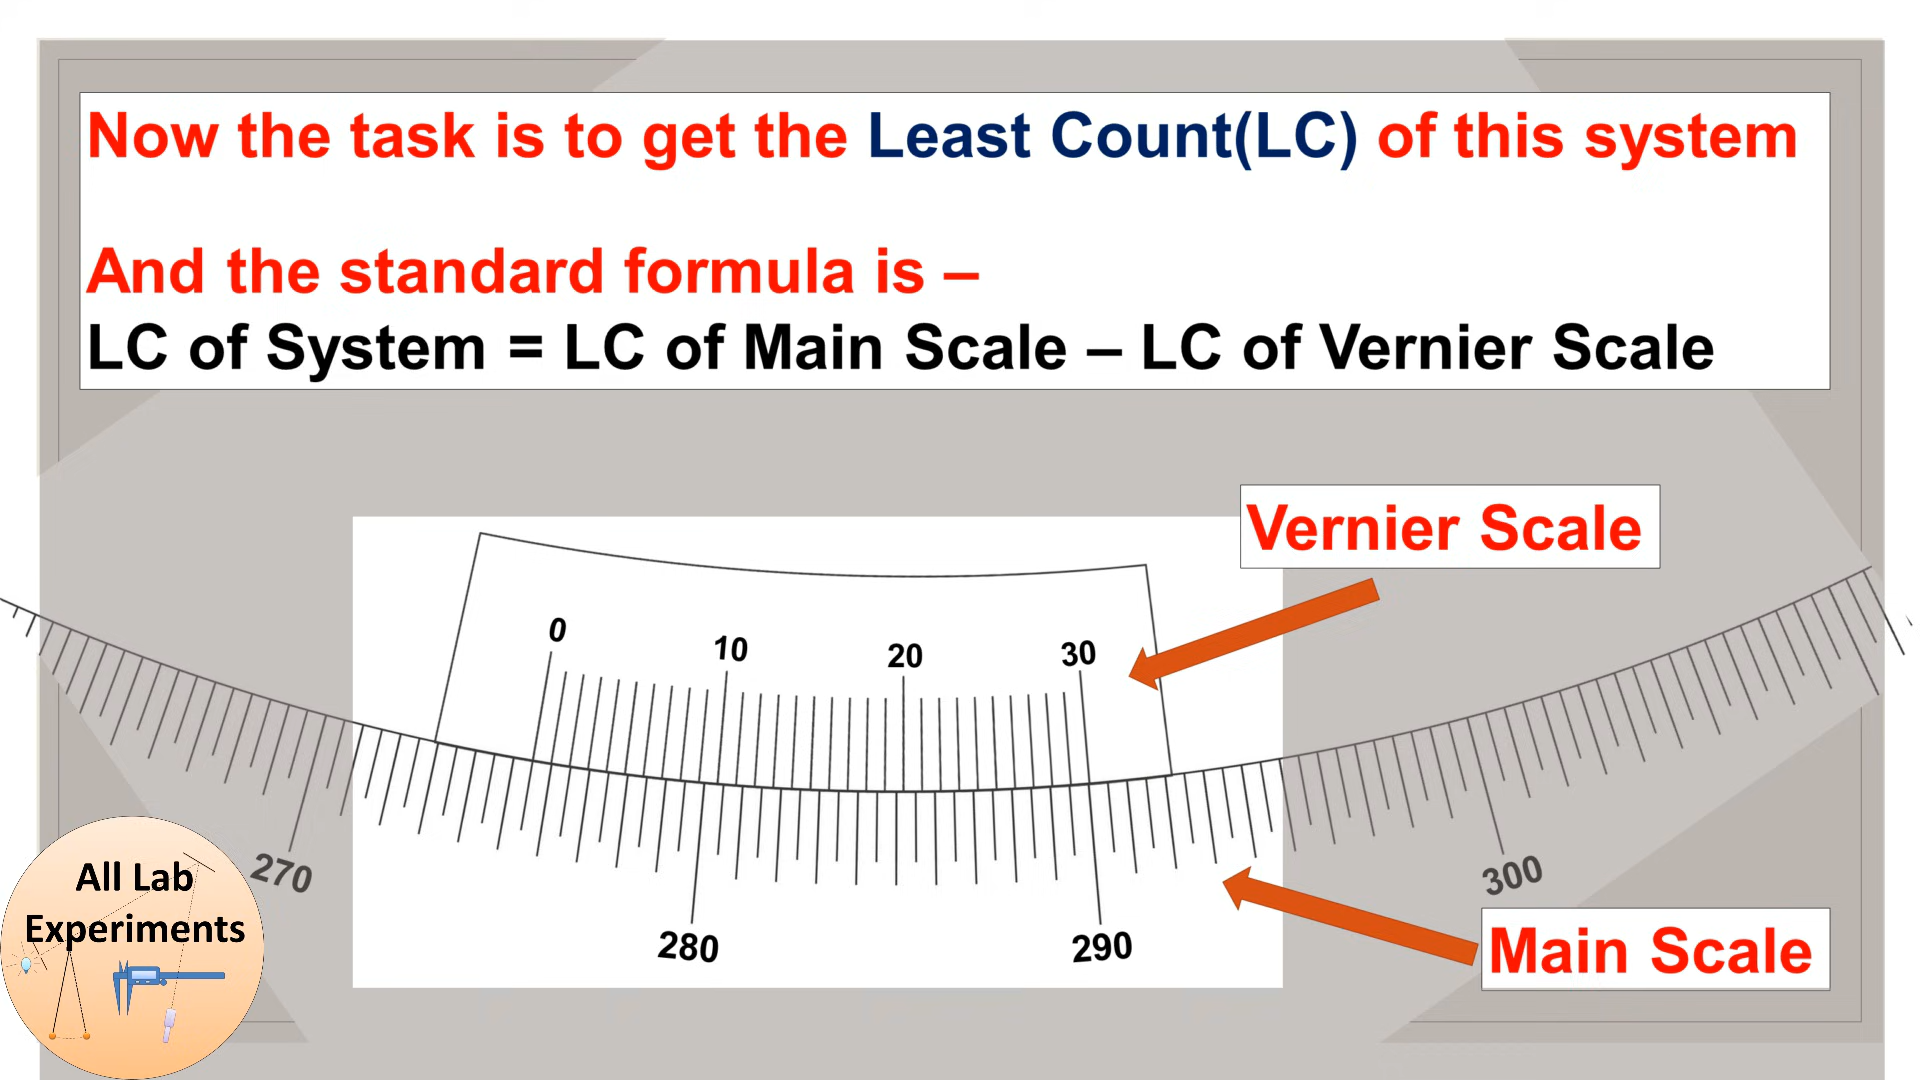 Now the task is to get the Least Count(LC) of this system
And the standard formula is –
LC of System = LC of Main Scale – LC of Vernier Scale
Vernier Scale
0 10 20 30
270 280 290 300
Main Scale
All Lab
Experiments